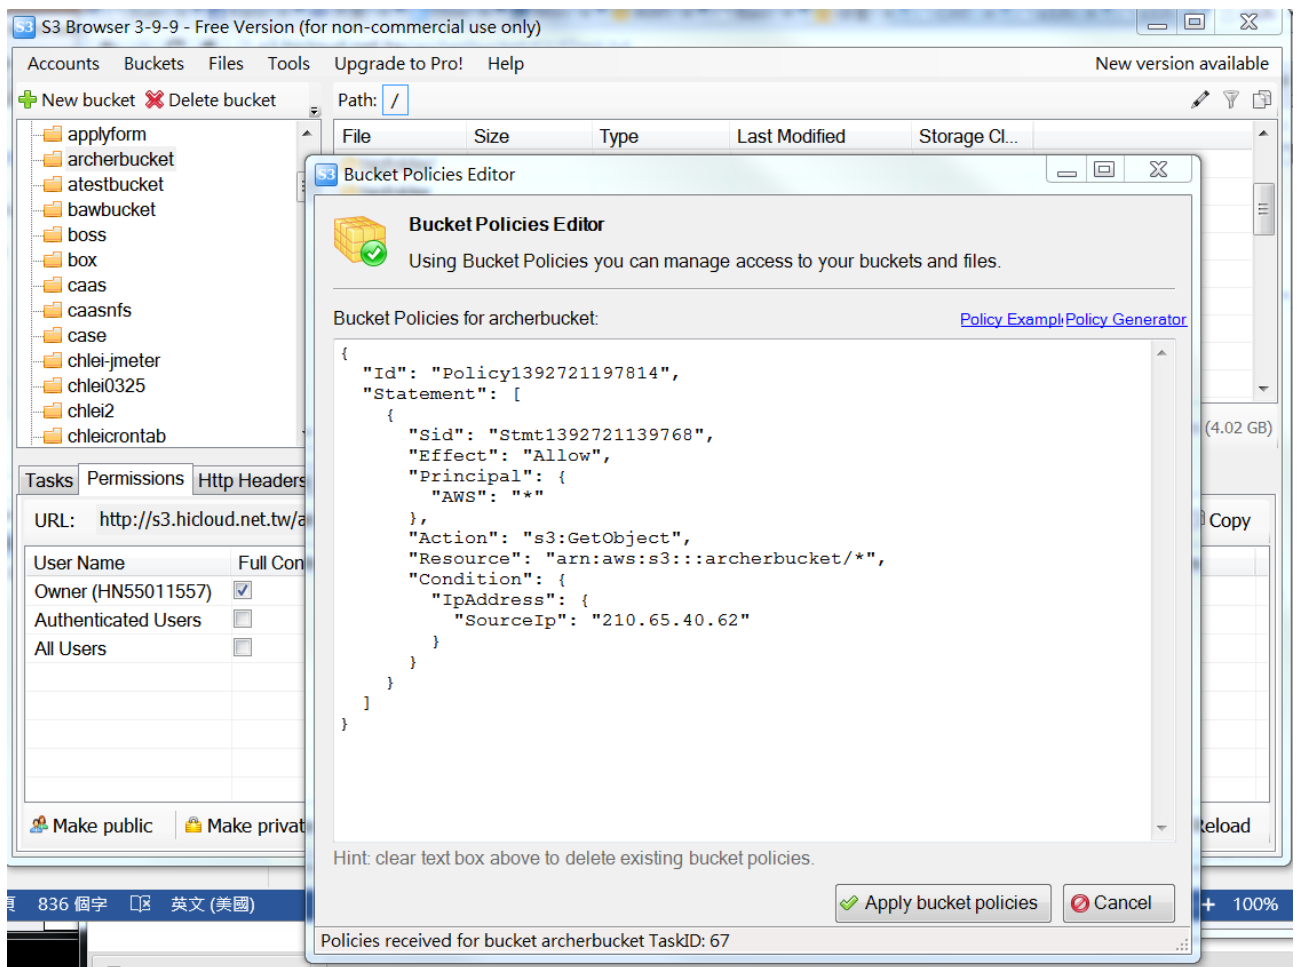 S3 Browser 3-9-9 - Free Version (for non-commercial use only)
Accounts Buckets Files Tools Upgrade to Pro! Help New version available
New bucket Delete bucket Path: /
File Size Type Last Modified Storage Cl...
applyform
archerbucket
atestbucket
bawbucket
boss
box
caas
caasnfs
case
chlei-jmeter
chlei0325
chlei2
chleicrontab
(4.02 GB)
Tasks Permissions Http Headers
URL: http://s3.hicloud.net.tw/a
Copy
User Name Full Con
Owner (HN55011557)
Authenticated Users
All Users
Make public Make privat
eload
S3 Bucket Policies Editor
Bucket Policies Editor
Using Bucket Policies you can manage access to your buckets and files.
Bucket Policies for archerbucket: Policy Exampl Policy Generator
{
"Id": "Policy1392721197814",
"Statement": [
{
"Sid": "Stmt1392721139768",
"Effect": "Allow",
"Principal": {
"AWS": "*"
},
"Action": "s3:GetObject",
"Resource": "arn:aws:s3:::archerbucket/*",
"Condition": {
"IpAddress": {
"SourceIp": "210.65.40.62"
}
}
}
]
}
Hint: clear text box above to delete existing bucket policies.
Apply bucket policies Cancel
Policies received for bucket archerbucket TaskID: 67
836 個字 英文 (美國) + 100%